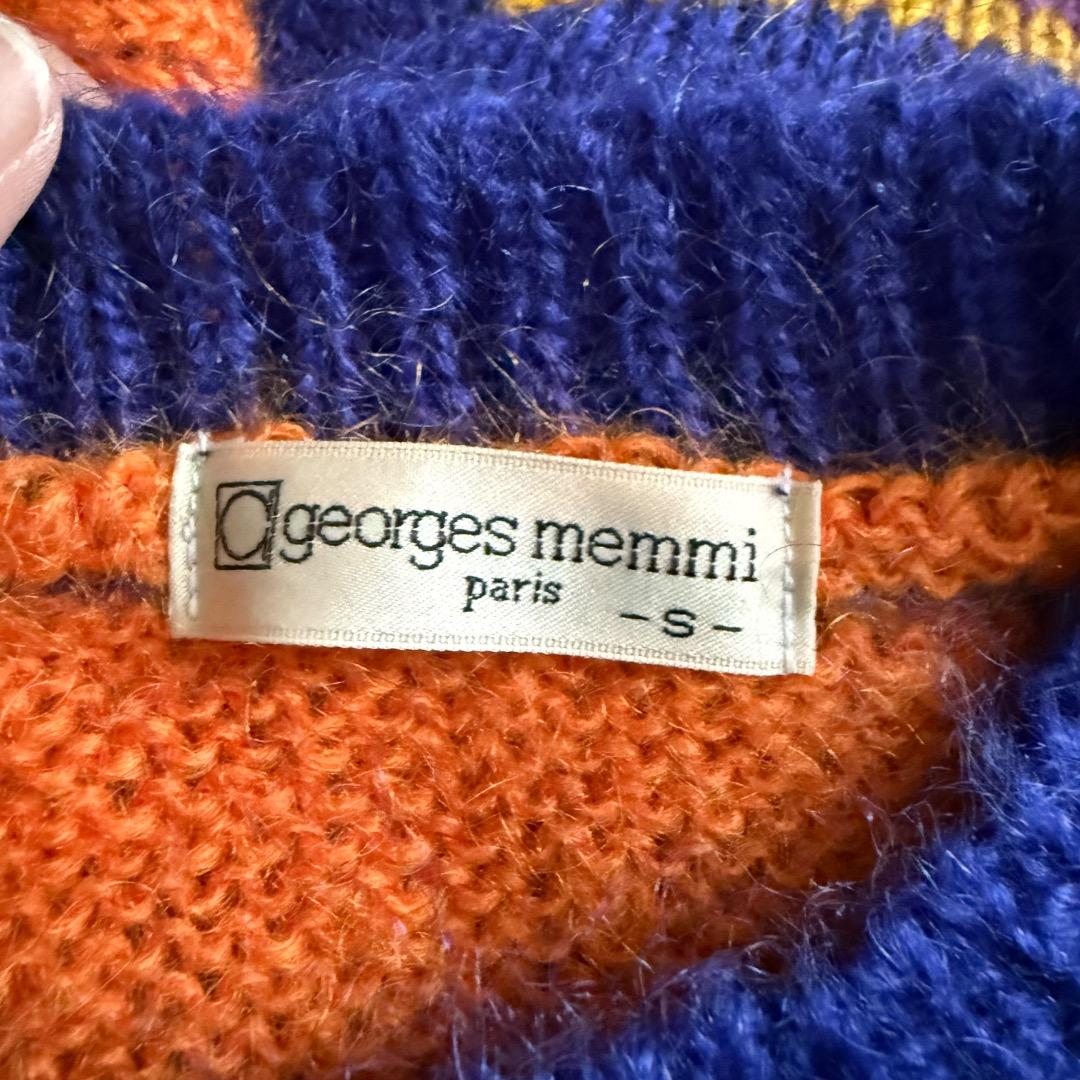 georges memmi
paris
-S-